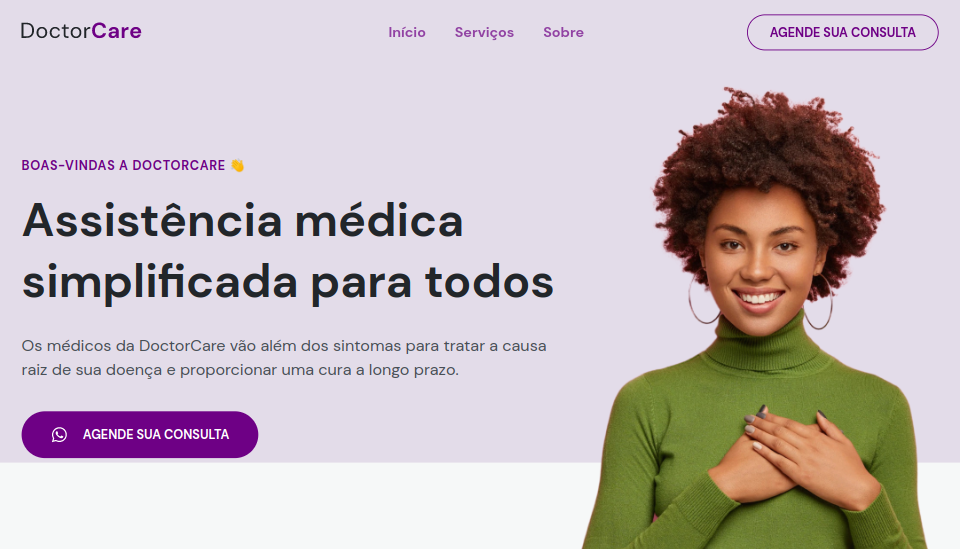 DoctorCare
Início
Serviços
Sobre
AGENDE SUA CONSULTA
BOAS-VINDAS A DOCTORCARE 👋
Assistência médica
simplificada para todos
Os médicos da DoctorCare vão além dos sintomas para tratar a causa
raiz de sua doença e proporcionar uma cura a longo prazo.
AGENDE SUA CONSULTA